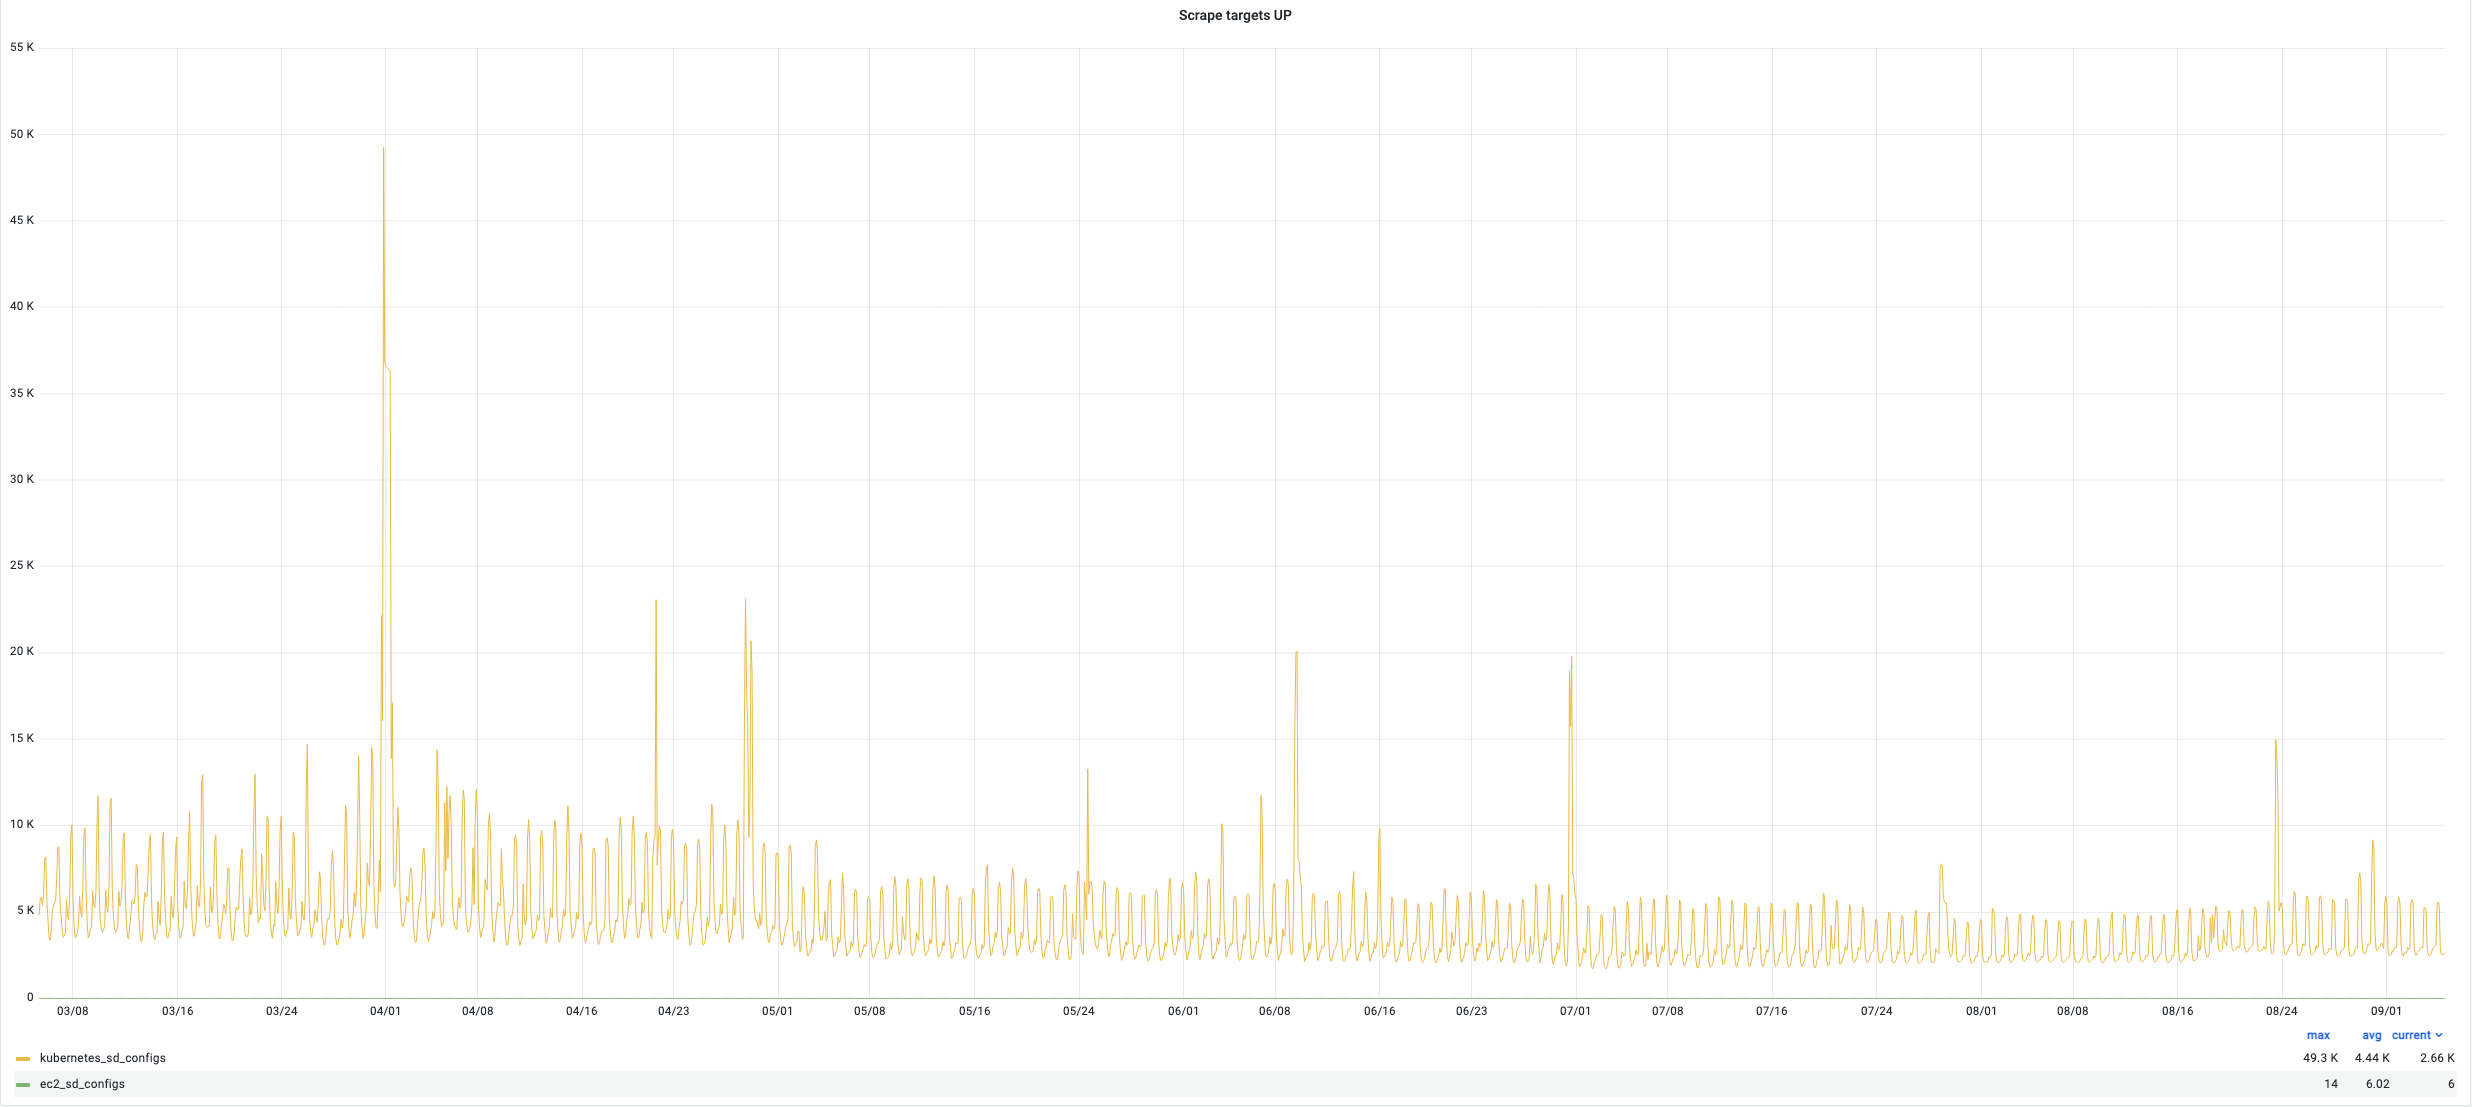 Scrape targets UP
55 K
50 K
45 K
40 K
35 K
30 K
25 K
20 K
15 K
10 K
5 K
0
03/08 03/16 03/24 04/01 04/08 04/16 04/23 05/01 05/08 05/16 05/24 06/01 06/08 06/16 06/23 07/01 07/08 07/16 07/24 08/01 08/08 08/16 08/24 09/01
max avg current
kubernetes_sd_configs 49.3 K 4.44 K 2.66 K
ec2_sd_configs 14 6.02 6